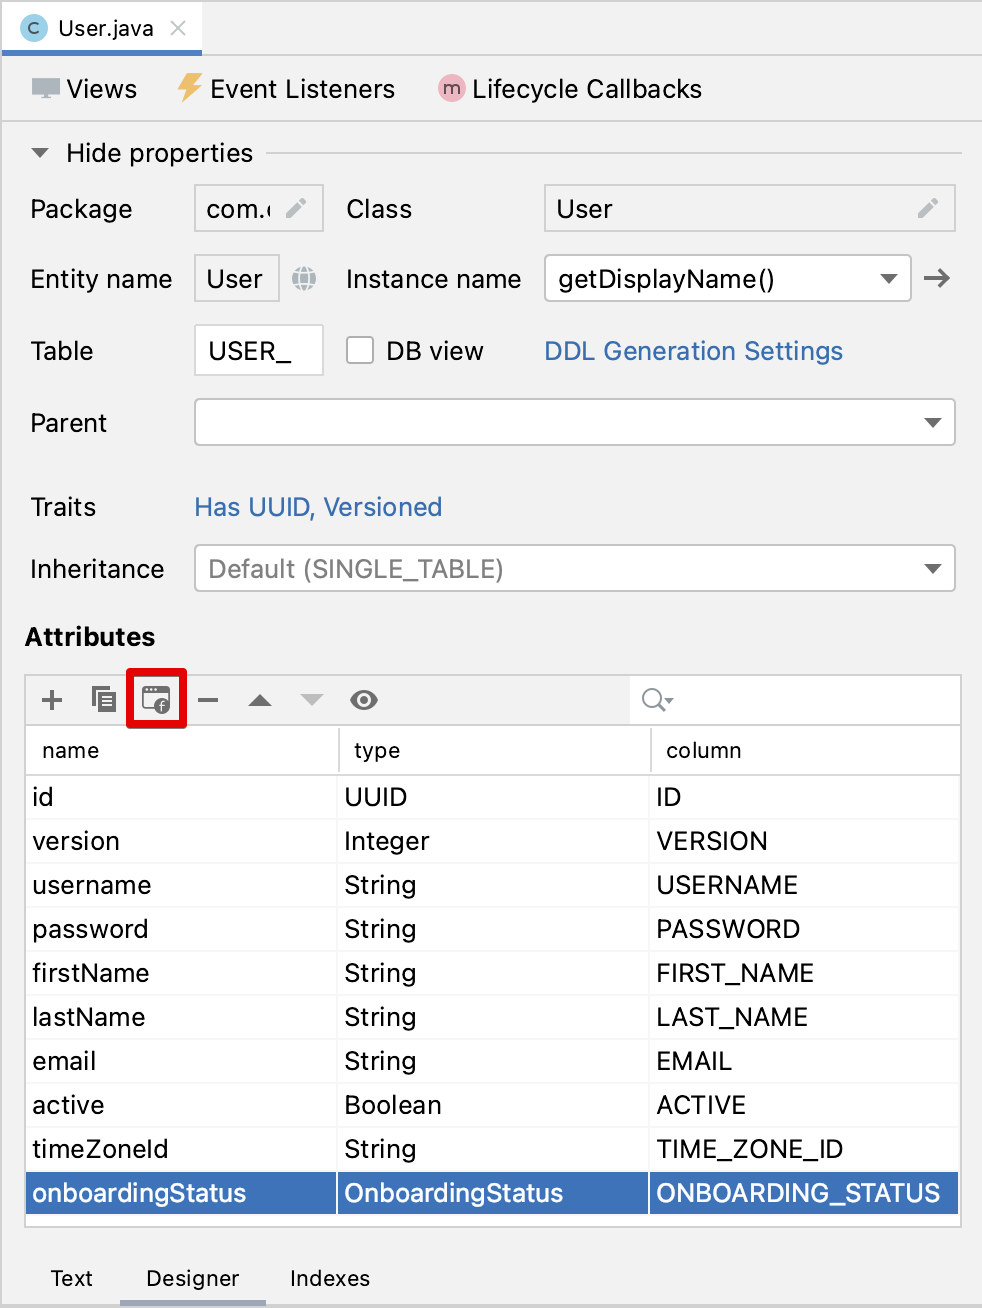 C User.java
Views Event Listeners m Lifecycle Callbacks
Hide properties
Package com. Class User
Entity name User Instance name getDisplayName()
Table USER_ DB view DDL Generation Settings
Parent
Traits Has UUID, Versioned
Inheritance Default (SINGLE_TABLE)
Attributes
f
name type column
id UUID ID
version Integer VERSION
username String USERNAME
password String PASSWORD
firstName String FIRST_NAME
lastName String LAST_NAME
email String EMAIL
active Boolean ACTIVE
timeZoneId String TIME_ZONE_ID
onboardingStatus OnboardingStatus ONBOARDING_STATUS
Text Designer Indexes